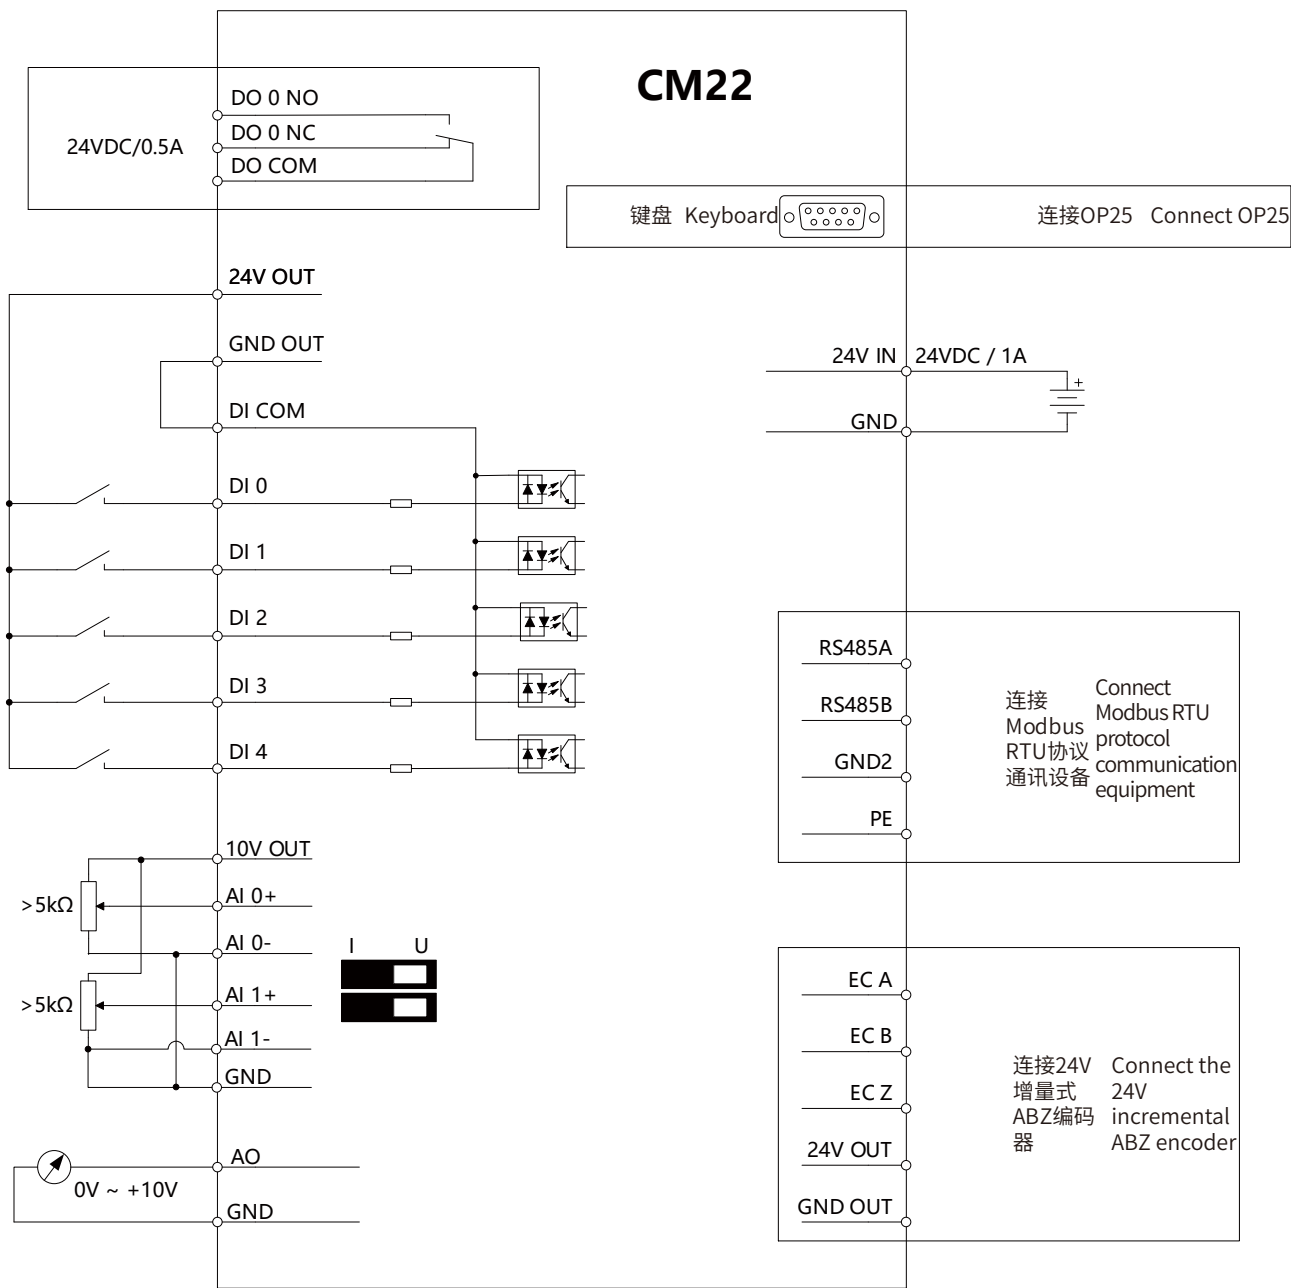 CM22
DO 0 NO
DO 0 NC
DO COM
24VDC/0.5A
键盘 Keyboard
连接OP25 Connect OP25
24V OUT
GND OUT
DI COM
DI 0
DI 1
DI 2
DI 3
DI 4
24V IN
24VDC / 1A
+
GND
RS485A
RS485B
GND2
PE
连接
Modbus
RTU协议
通讯设备
Connect
Modbus RTU
protocol
communication
equipment
10V OUT
AI 0+
>5kΩ
AI 0-
AI 1+
>5kΩ
AI 1-
GND
I U
AO
0V ~ +10V
GND
EC A
EC B
EC Z
24V OUT
GND OUT
连接24V
增量式
ABZ编码
器
Connect the
24V
incremental
ABZ encoder